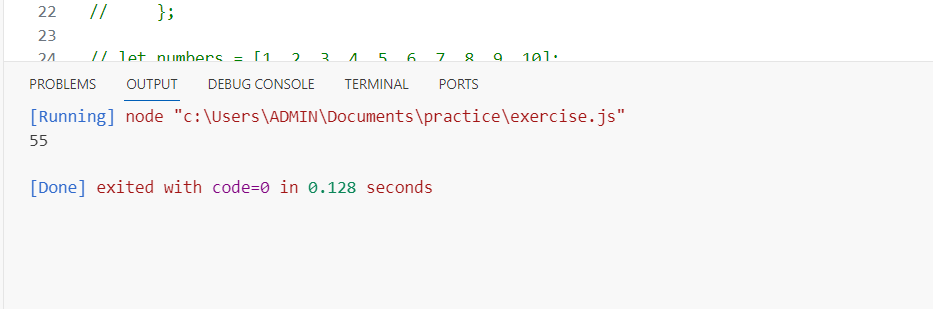 22 // };
23
24 // let numbers = [1, 2, 3, 4, 5, 6, 7, 8, 9, 10];
PROBLEMS OUTPUT DEBUG CONSOLE TERMINAL PORTS
[Running] node "c:\Users\ADMIN\Documents\practice\exercise.js"
55
[Done] exited with code=0 in 0.128 seconds